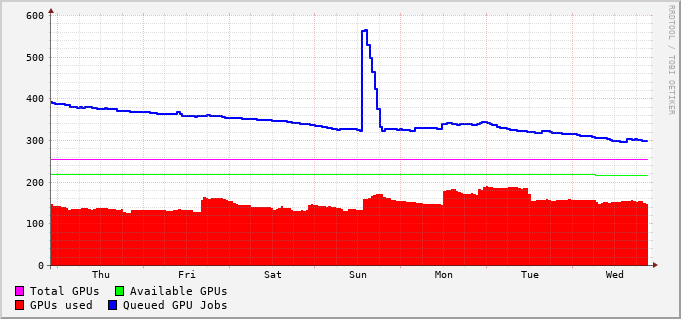 600
500
400
300
200
100
0
Thu Fri Sat Sun Mon Tue Wed
Total GPUs Available GPUs
GPUs used Queued GPU Jobs
RRDTOOL / TOBI OETIKER